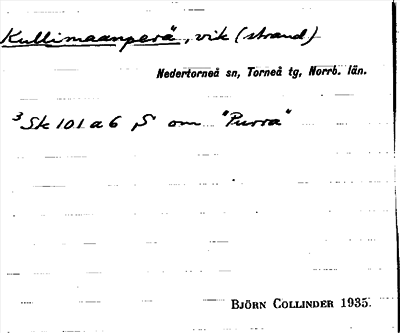 Kullimaanperä, vik (strand)
Nedertorneå sn, Torneå tg, Norrb. län.
³Sk 101 a 6 S om "Purra"
BJÖRN COLLINDER 1935.